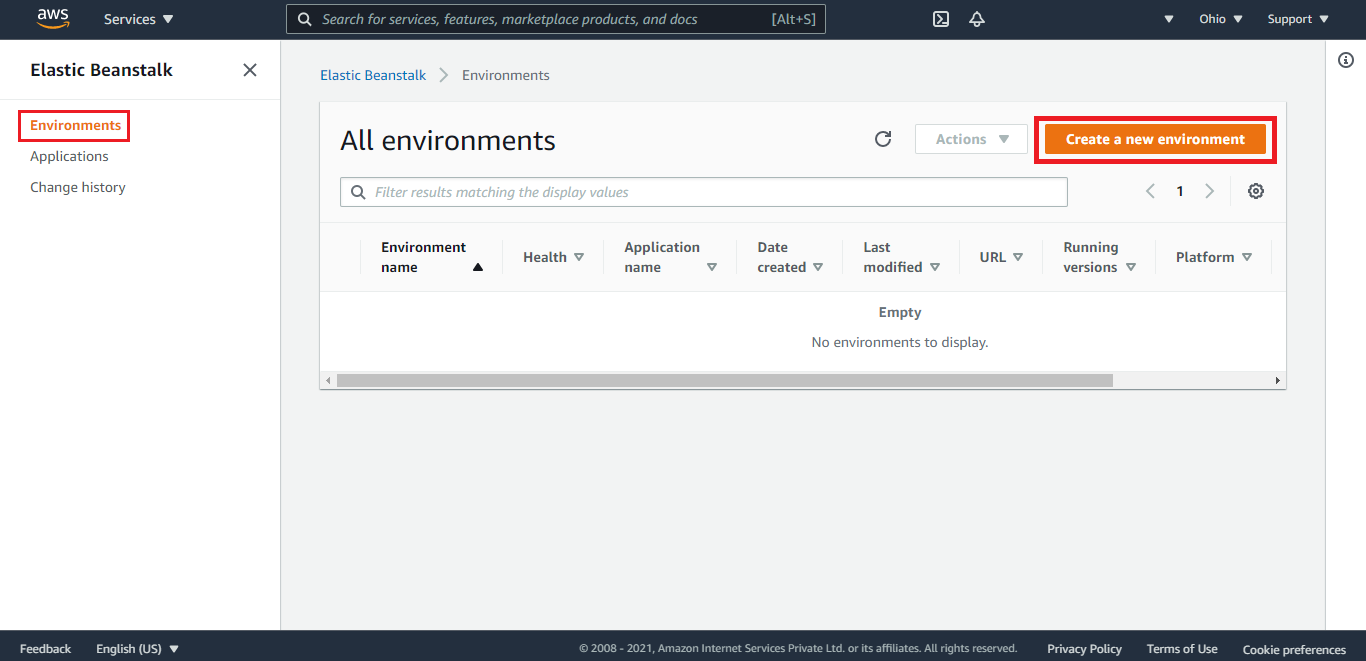 aws
Services
Search for services, features, marketplace products, and docs
[Alt+S]
Ohio
Support
Elastic Beanstalk
Environments
Applications
Change history
Elastic Beanstalk
Environments
All environments
Actions
Create a new environment
Filter results matching the display values
1
Environment
name
Health
Application
name
Date
created
Last
modified
URL
Running
versions
Platform
Empty
No environments to display.
Feedback
English (US)
© 2008 - 2021, Amazon Internet Services Private Ltd. or its affiliates. All rights reserved.
Privacy Policy
Terms of Use
Cookie preferences